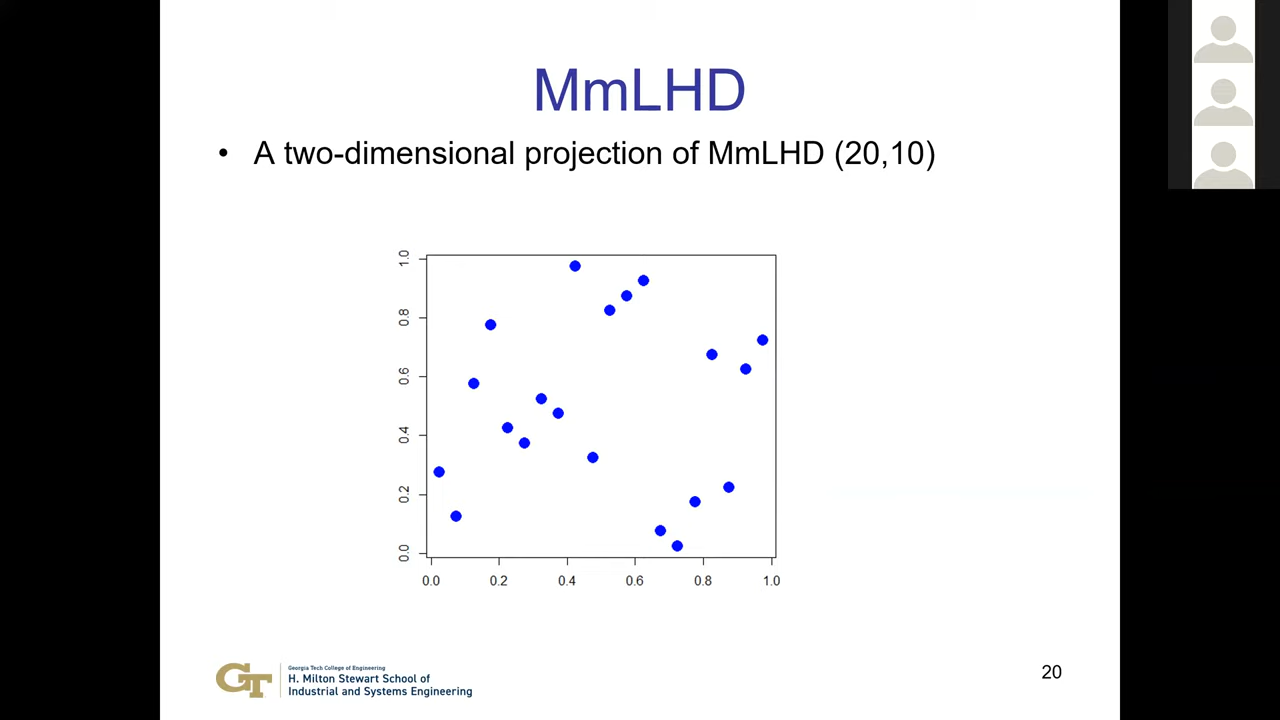 MmLHD
• A two-dimensional projection of MmLHD (20,10)
1.0
0.8
0.6
0.4
0.2
0.0
0.0 0.2 0.4 0.6 0.8 1.0
GT
Georgia Tech College of Engineering
H. Milton Stewart School of
Industrial and Systems Engineering
20